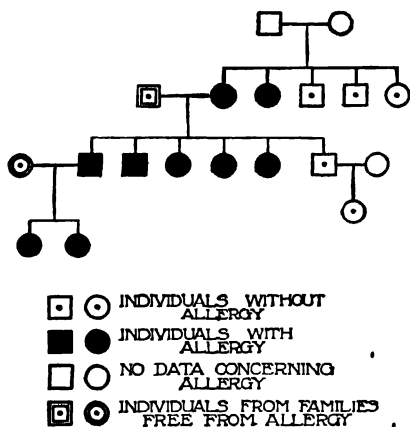 INDIVIDUALS WITHOUT
ALLERGY
INDIVIDUALS WITH
ALLERGY
NO DATA CONCERNING
ALLERGY
INDIVIDUALS FROM FAMILIES
FREE FROM ALLERGY